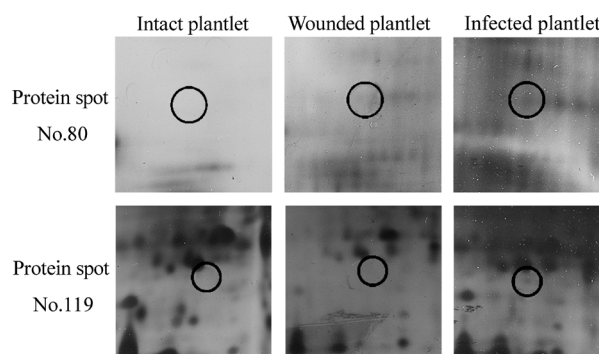 Intact plantlet
Wounded plantlet
Infected plantlet
Protein spot
No.80
Protein spot
No.119